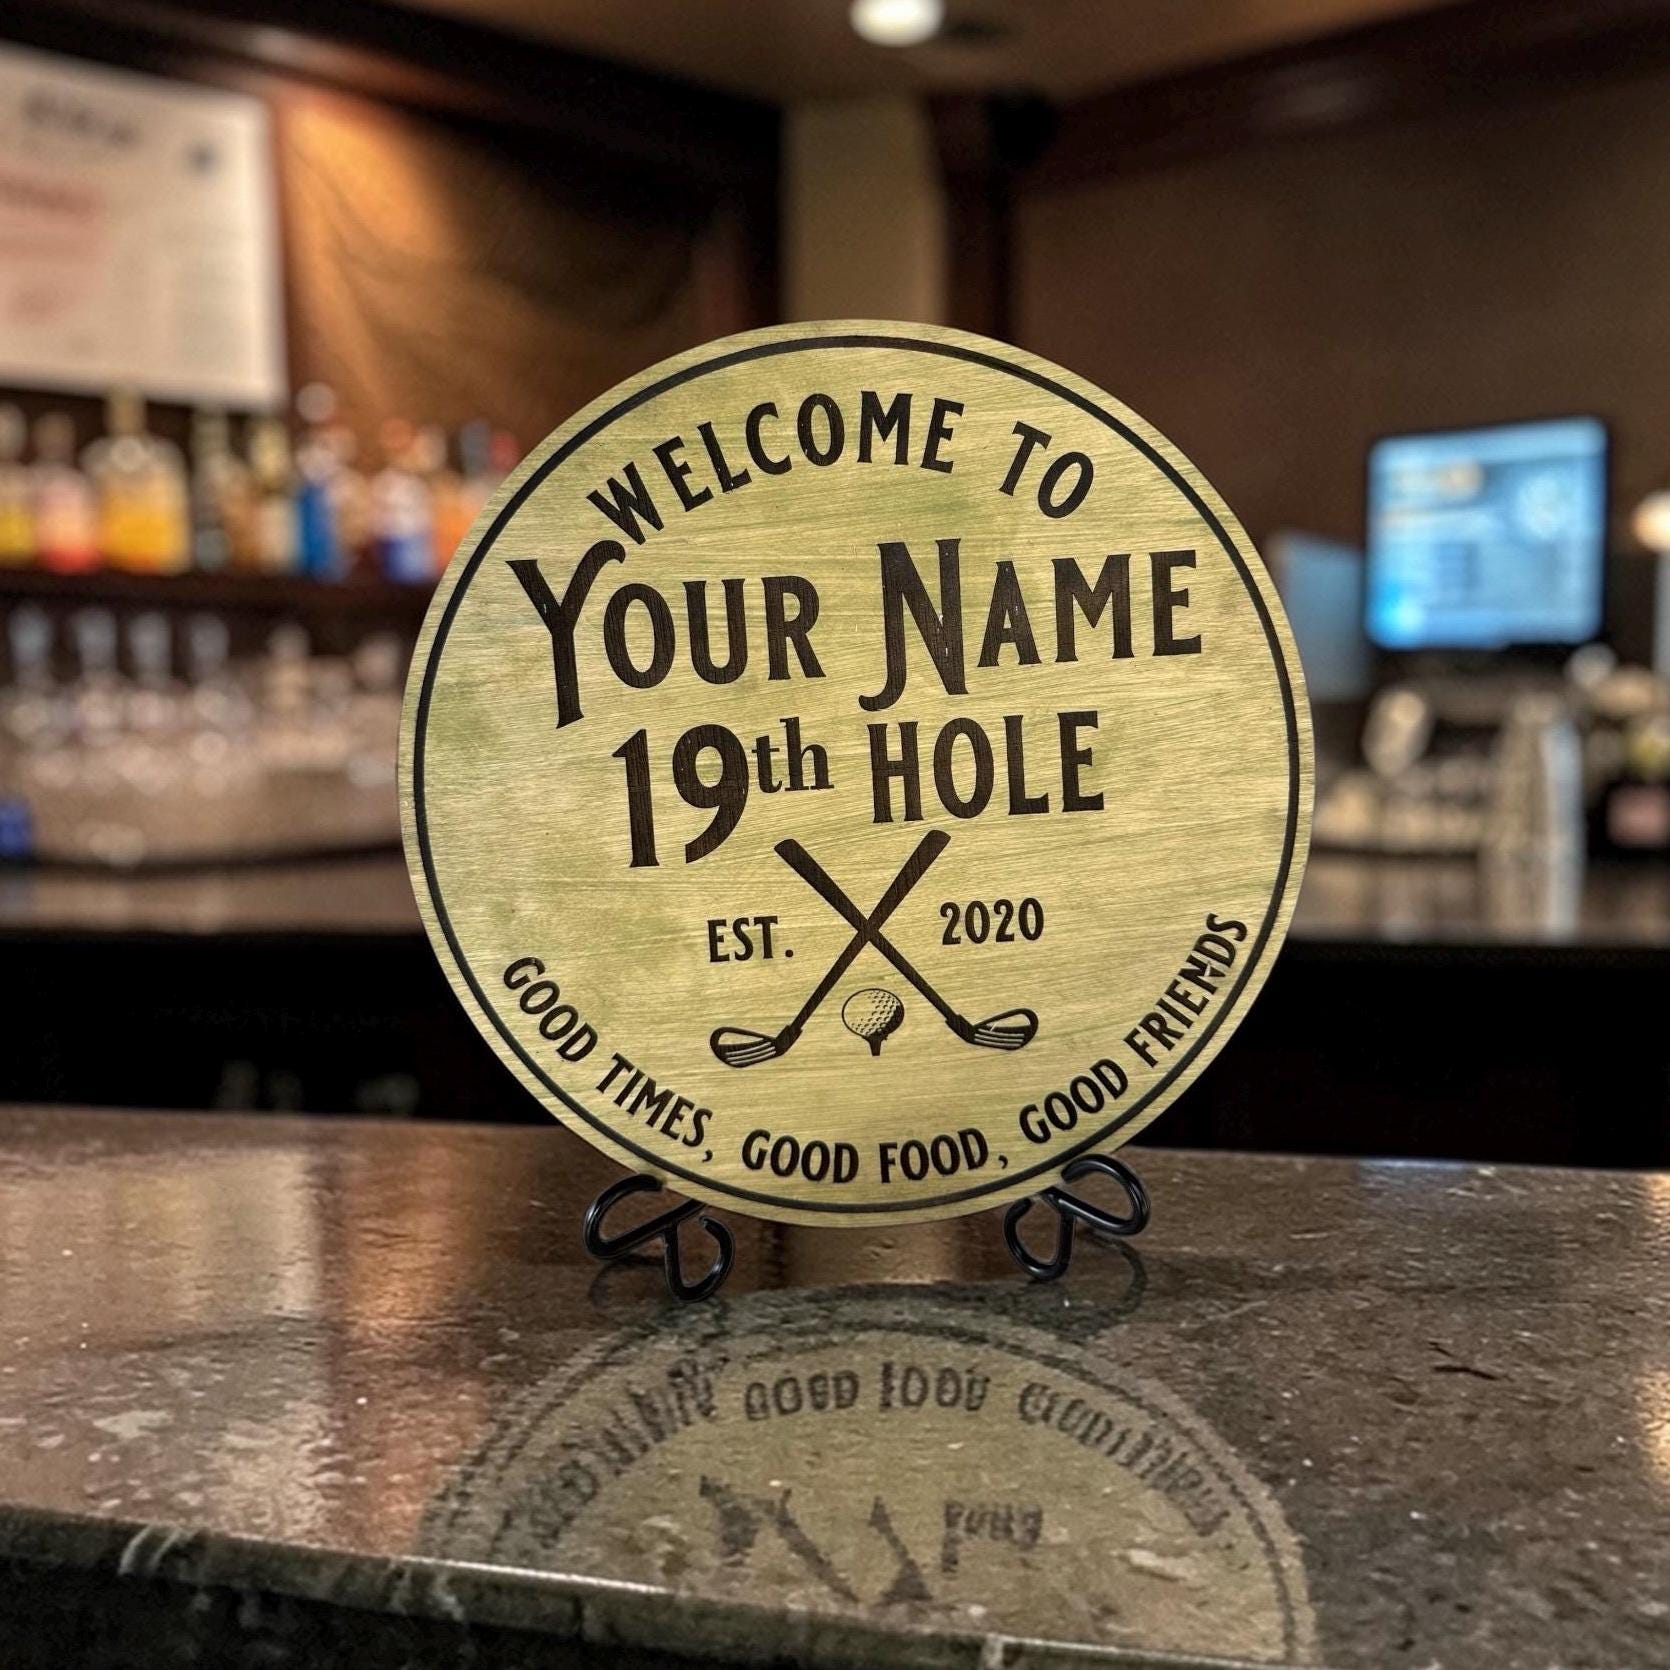 WELCOME TO
YOUR NAME
19th HOLE
EST. 2020
GOOD TIMES, GOOD FOOD, GOOD FRIENDS